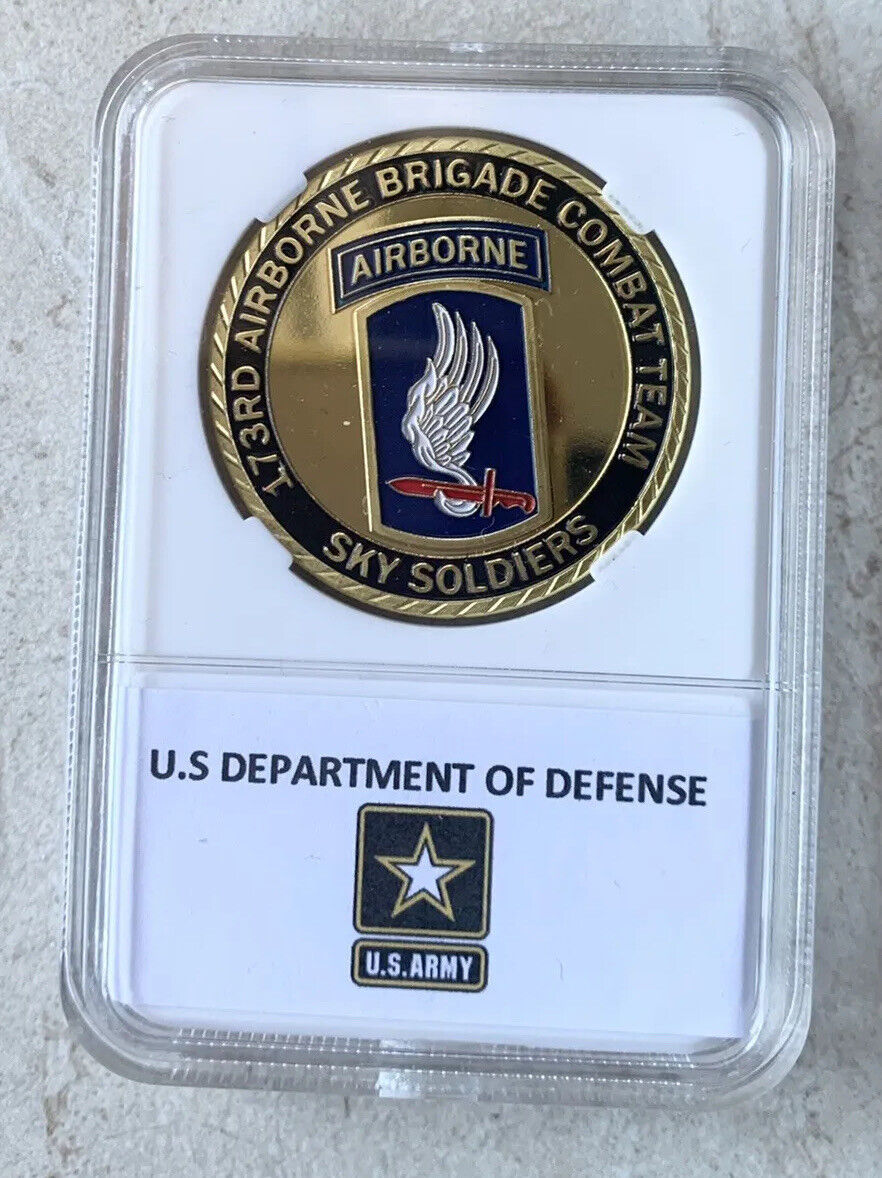 173RD AIRBORNE BRIGADE COMBAT TEAM
AIRBORNE
SKY SOLDIERS
U.S DEPARTMENT OF DEFENSE
U.S.ARMY